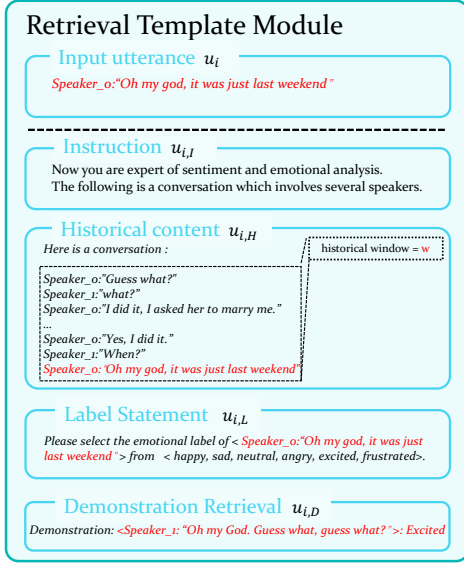 Retrieval Template Module
Input utterance u_i
Speaker_0:“Oh my god, it was just last weekend ”
Instruction u_{i,I}
Now you are expert of sentiment and emotional analysis.
The following is a conversation which involves several speakers.
Historical content u_{i,H}
historical window = w
Here is a conversation :
Speaker_0:"Guess what?"
Speaker_1:"what?”
Speaker_0:"I did it, I asked her to marry me.”
...
Speaker_0:"Yes, I did it.”
Speaker_1:"When?”
Speaker_0:“Oh my god, it was just last weekend”
Label Statement u_{i,L}
Please select the emotional label of < Speaker_0:“Oh my god, it was just
last weekend ” > from < happy, sad, neutral, angry, excited, frustrated>.
Demonstration Retrieval u_{i,D}
Demonstration: <Speaker_1: “Oh my God. Guess what, guess what? ” >: Excited